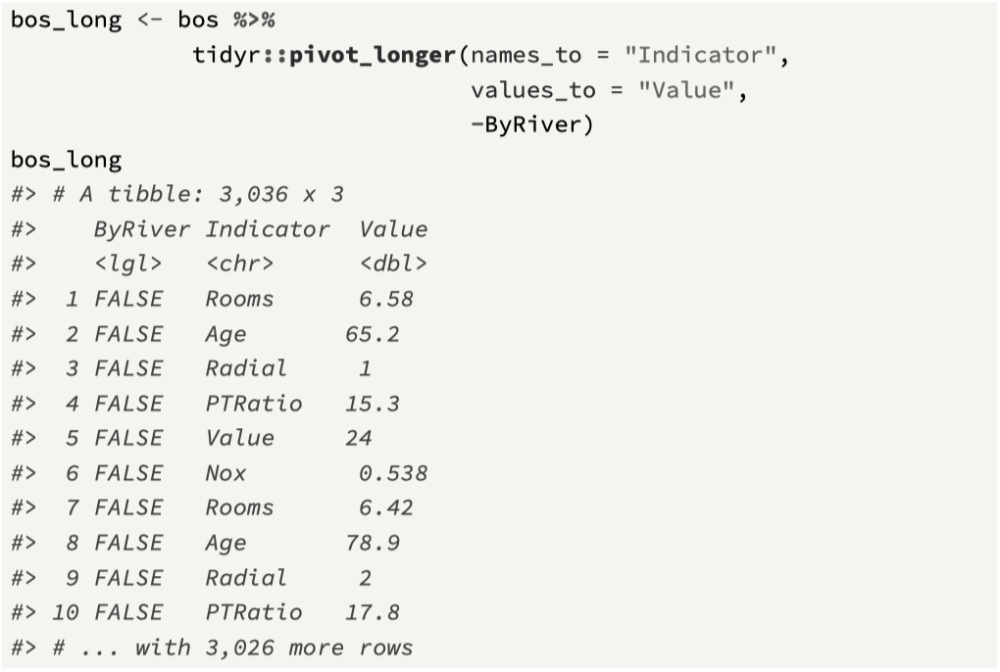 bos_long <- bos %>%
            tidyr::pivot_longer(names_to = "Indicator",
                                values_to = "Value",
                                -ByRiver)
bos_long
#> # A tibble: 3,036 x 3
#>    ByRiver Indicator  Value
#>    <lgl>   <chr>      <dbl>
#>  1 FALSE   Rooms      6.58
#>  2 FALSE   Age       65.2
#>  3 FALSE   Radial     1
#>  4 FALSE   PTRatio   15.3
#>  5 FALSE   Value     24
#>  6 FALSE   Nox        0.538
#>  7 FALSE   Rooms      6.42
#>  8 FALSE   Age       78.9
#>  9 FALSE   Radial     2
#> 10 FALSE   PTRatio   17.8
#> # ... with 3,026 more rows